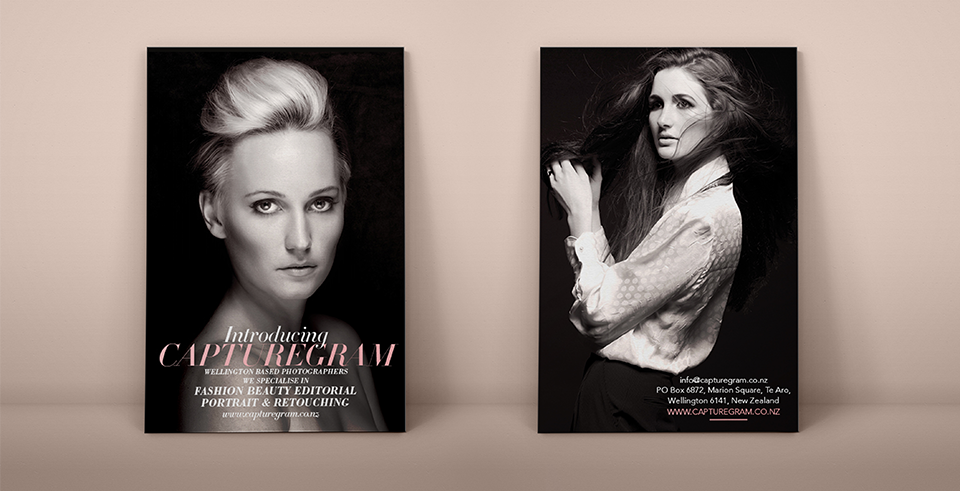 Introducing
CAPTUREGRAM
WELLINGTON BASED PHOTOGRAPHERS
WE SPECIALISE IN
FASHION BEAUTY EDITORIAL
PORTRAIT & RETOUCHING
www.capturegram.co.nz
info@capturegram.co.nz
PO Box 6872, Marion Square, Te Aro,
Wellington 6141, New Zealand
WWW.CAPTUREGRAM.CO.NZ